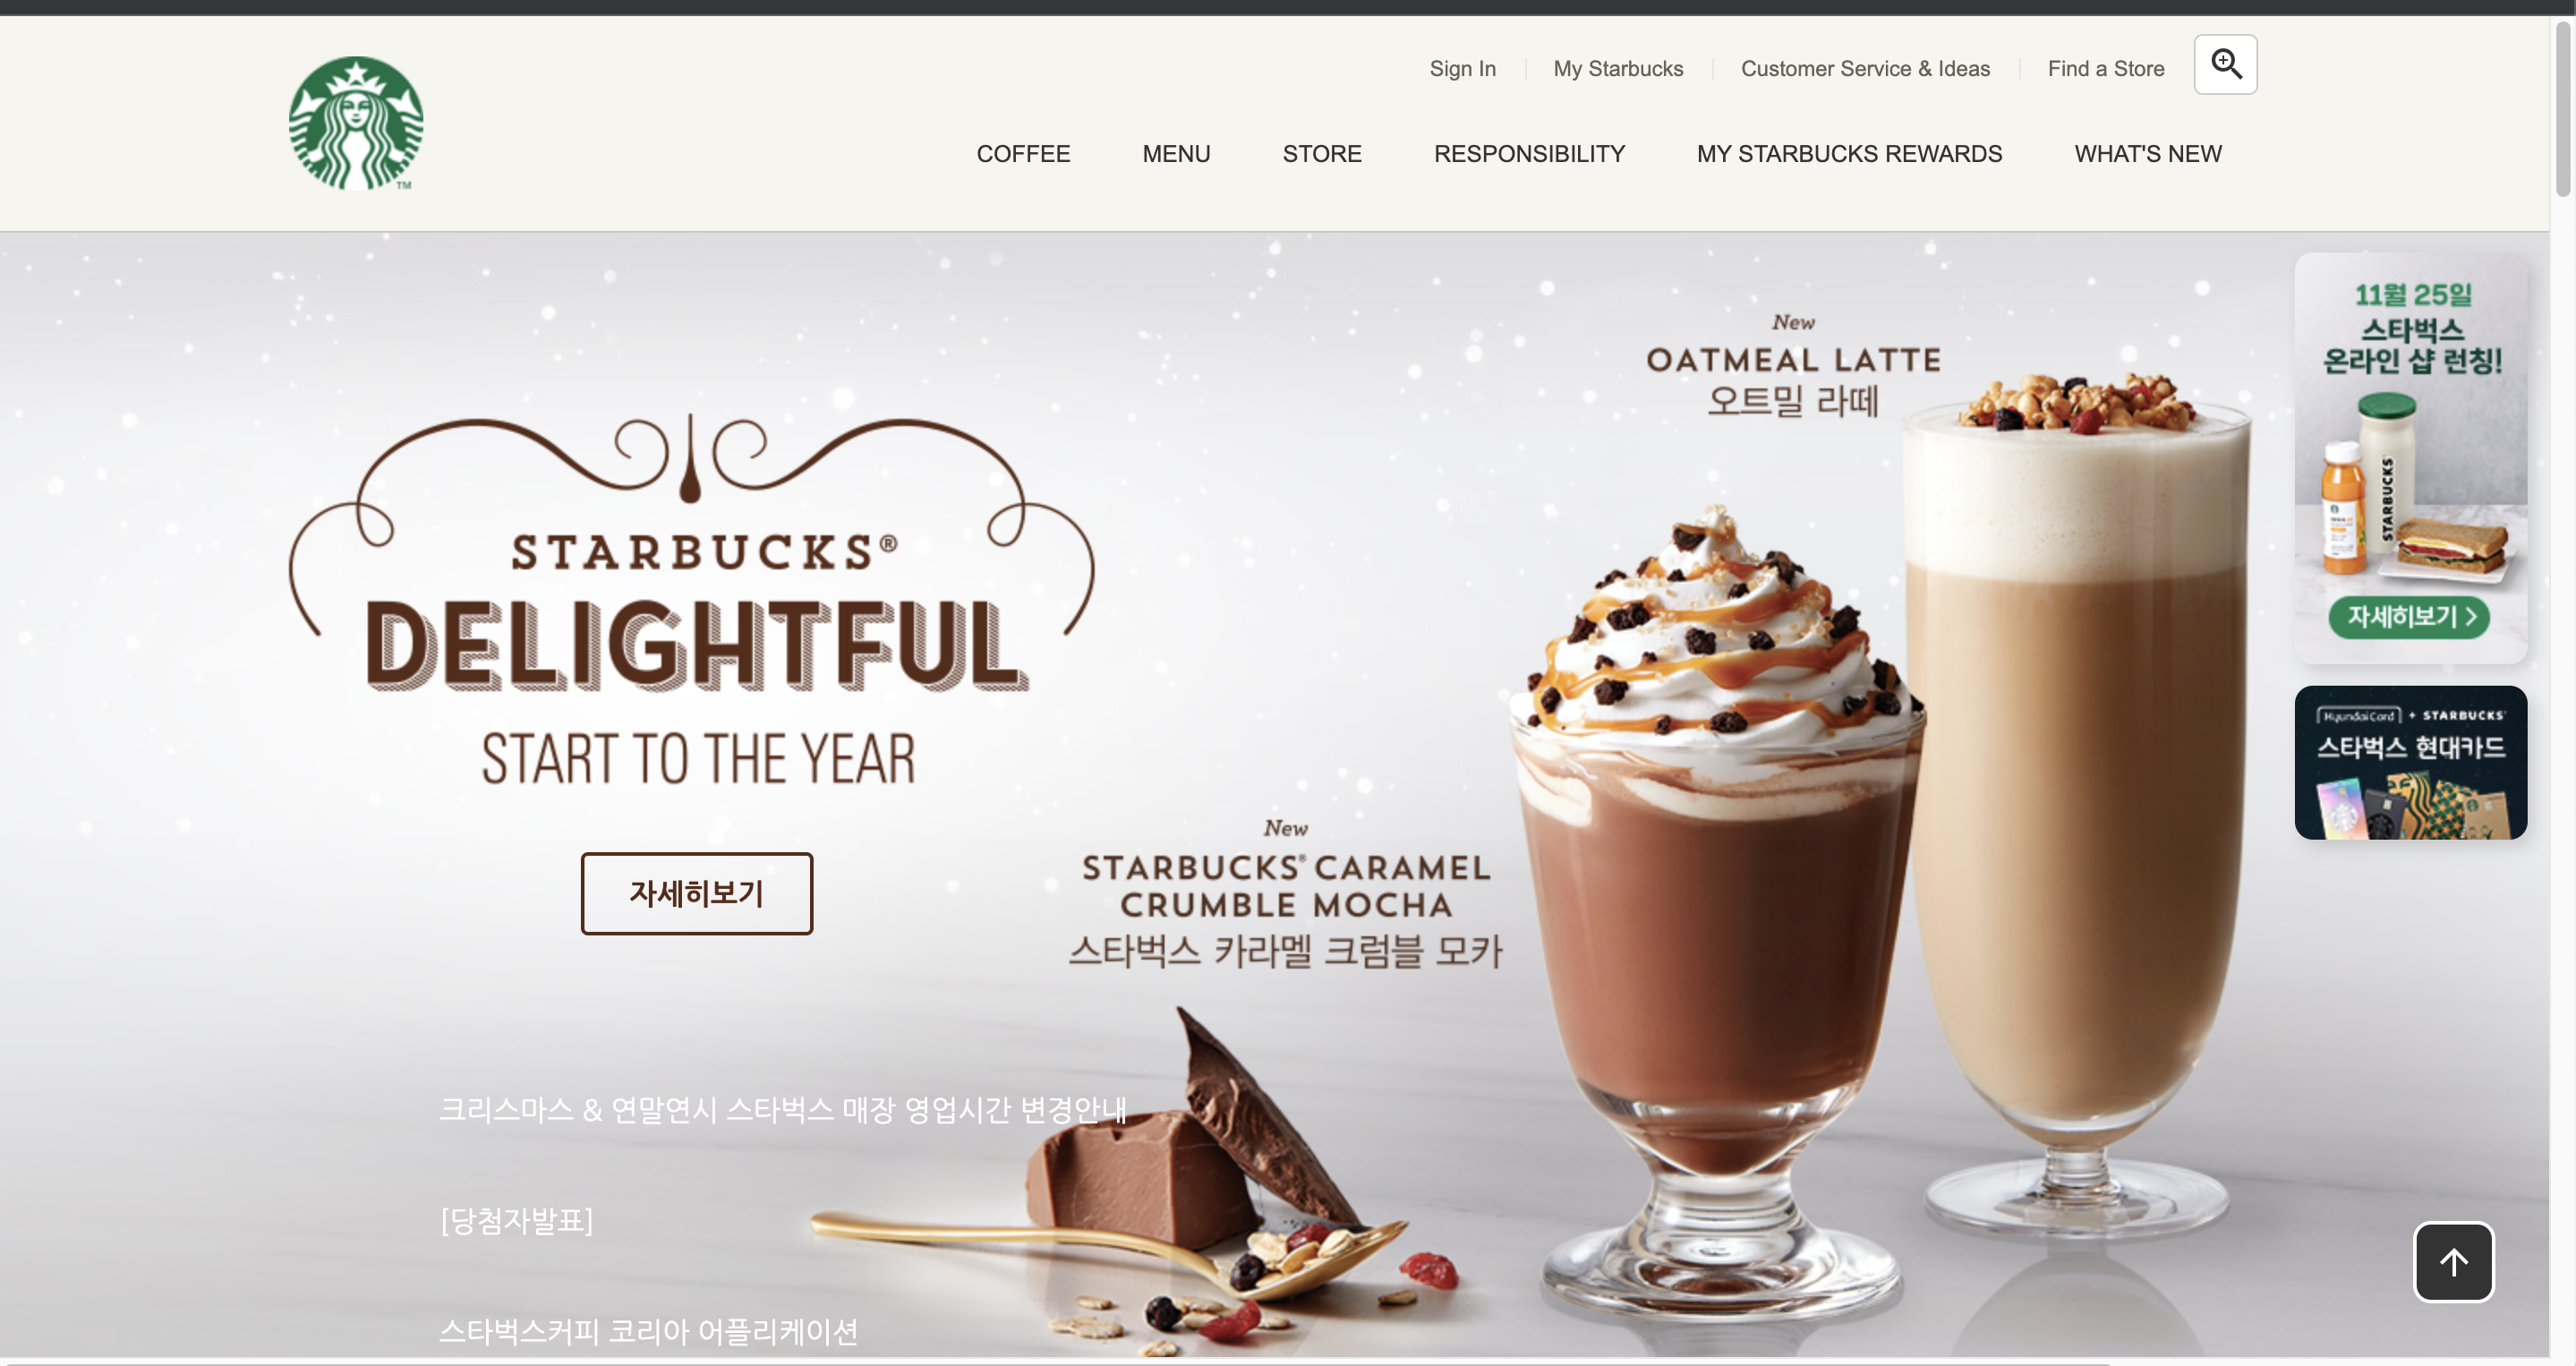 Sign In
My Starbucks
Customer Service & Ideas
Find a Store
COFFEE
MENU
STORE
RESPONSIBILITY
MY STARBUCKS REWARDS
WHAT'S NEW
TM
STARBUCKS®
DELIGHTFUL
START TO THE YEAR
자세히보기
New
OATMEAL LATTE
오트밀 라떼
New
STARBUCKS® CARAMEL
CRUMBLE MOCHA
스타벅스 카라멜 크럼블 모카
11월 25일
스타벅스
온라인 샵 런칭!
STARBUCKS
자세히보기 >
HyundaiCard + STARBUCKS®
스타벅스 현대카드
크리스마스 & 연말연시 스타벅스 매장 영업시간 변경안내
[당첨자발표]
스타벅스커피 코리아 어플리케이션